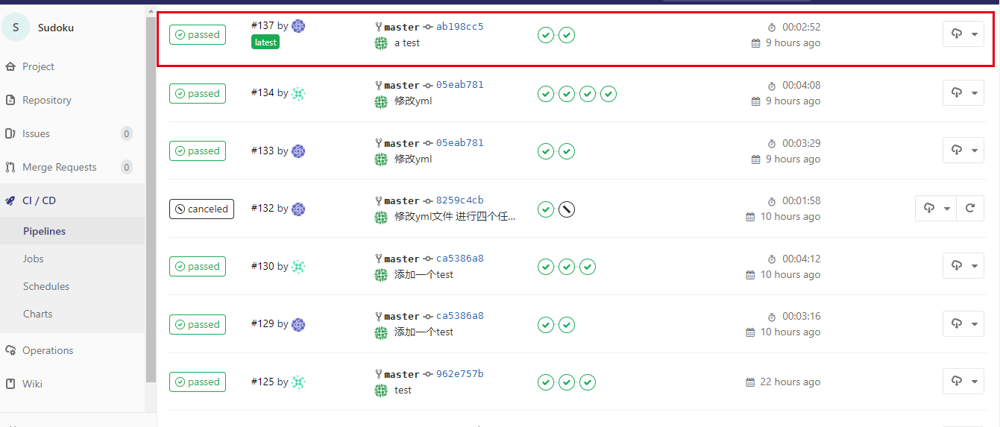 S Sudoku
Project
Repository
Issues 0
Merge Requests 0
CI / CD
Pipelines
Jobs
Schedules
Charts
Operations
Wiki
passed #137 by master ab198cc5 00:02:52
latest a test 9 hours ago
passed #134 by master 05eab781 00:04:08
修改yml 9 hours ago
passed #133 by master 05eab781 00:03:29
修改yml 9 hours ago
canceled #132 by master 8259c4cb 00:01:58
修改yml文件 进行四个任... 10 hours ago
passed #130 by master ca5386a8 00:04:12
添加一个test 10 hours ago
passed #129 by master ca5386a8 00:03:16
添加一个test 10 hours ago
passed #125 by master 962e757b
test 22 hours ago